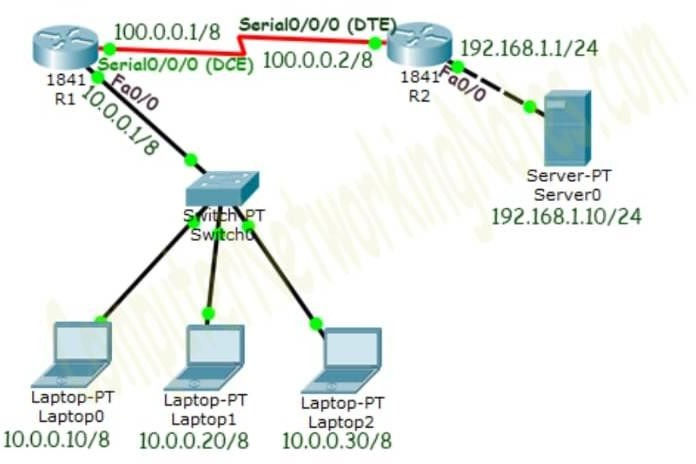 100.0.0.1/8
Serial0/0/0 (DTE)
Serial0/0/0 (DCE)
100.0.0.2/8
192.168.1.1/24
1841
R1
Fa0/0
10.0.0.1/8
1841
R2
Fa0/0
Server-PT
Server0
192.168.1.10/24
Switch-PT
Switch0
Laptop-PT
Laptop0
10.0.0.10/8
Laptop-PT
Laptop1
10.0.0.20/8
Laptop-PT
Laptop2
10.0.0.30/8
ComputerNetworkingNotes.com